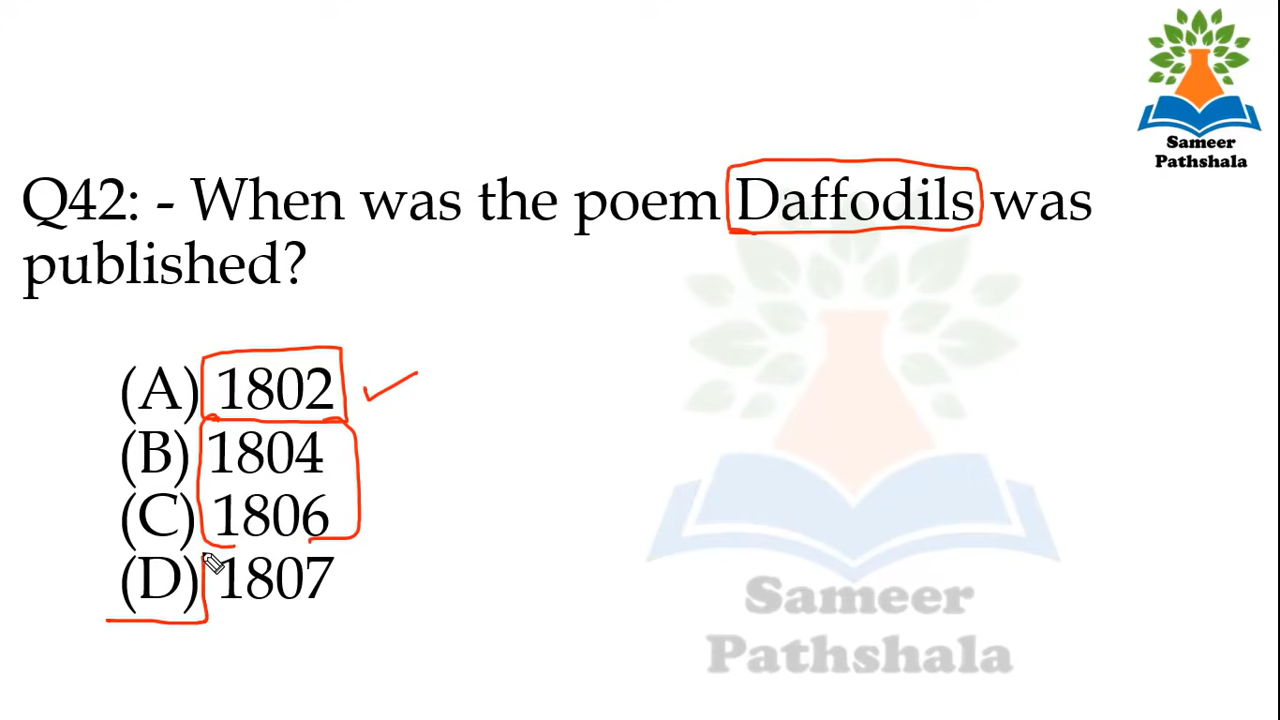 Sameer
Pathshala
Q42: - When was the poem Daffodils was
published?
(A) 1802
(B) 1804
(C) 1806
(D) 1807
Sameer
Pathshala